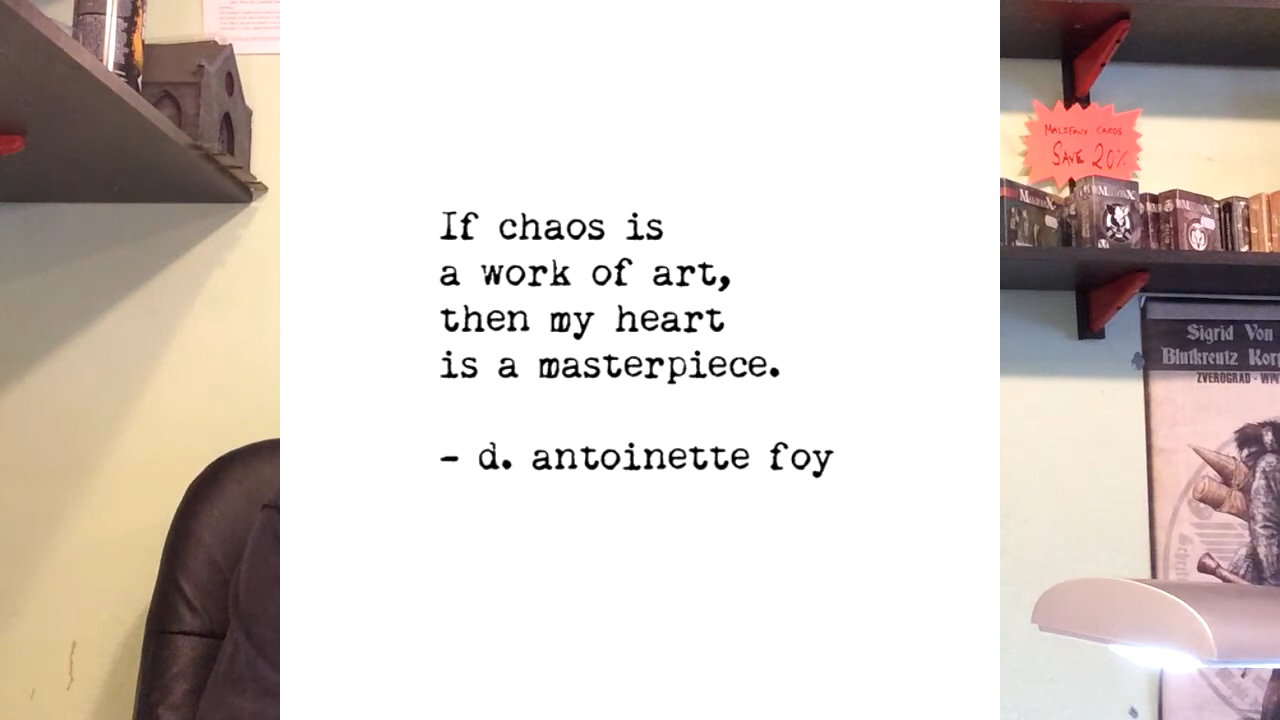 If chaos is
a work of art,
then my heart
is a masterpiece.
- d. antoinette foy
MALIFAUX CARDS
SAVE 20%
MALIFAUX
Sigrid Von
Blutkreutz
ZVEROGRAD -